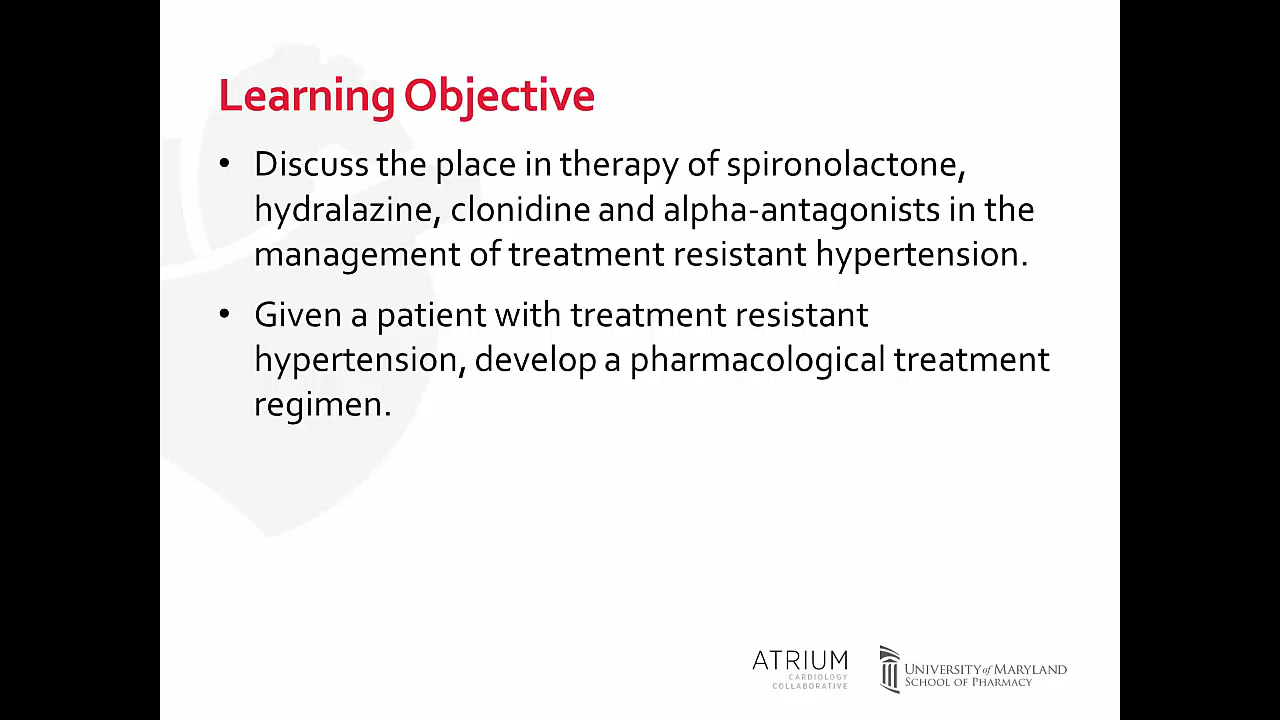 Learning Objective
• Discuss the place in therapy of spironolactone,
hydralazine, clonidine and alpha-antagonists in the
management of treatment resistant hypertension.
• Given a patient with treatment resistant
hypertension, develop a pharmacological treatment
regimen.
ATRIUM
CARDIOLOGY
COLLABORATIVE
UNIVERSITY of MARYLAND
SCHOOL OF PHARMACY